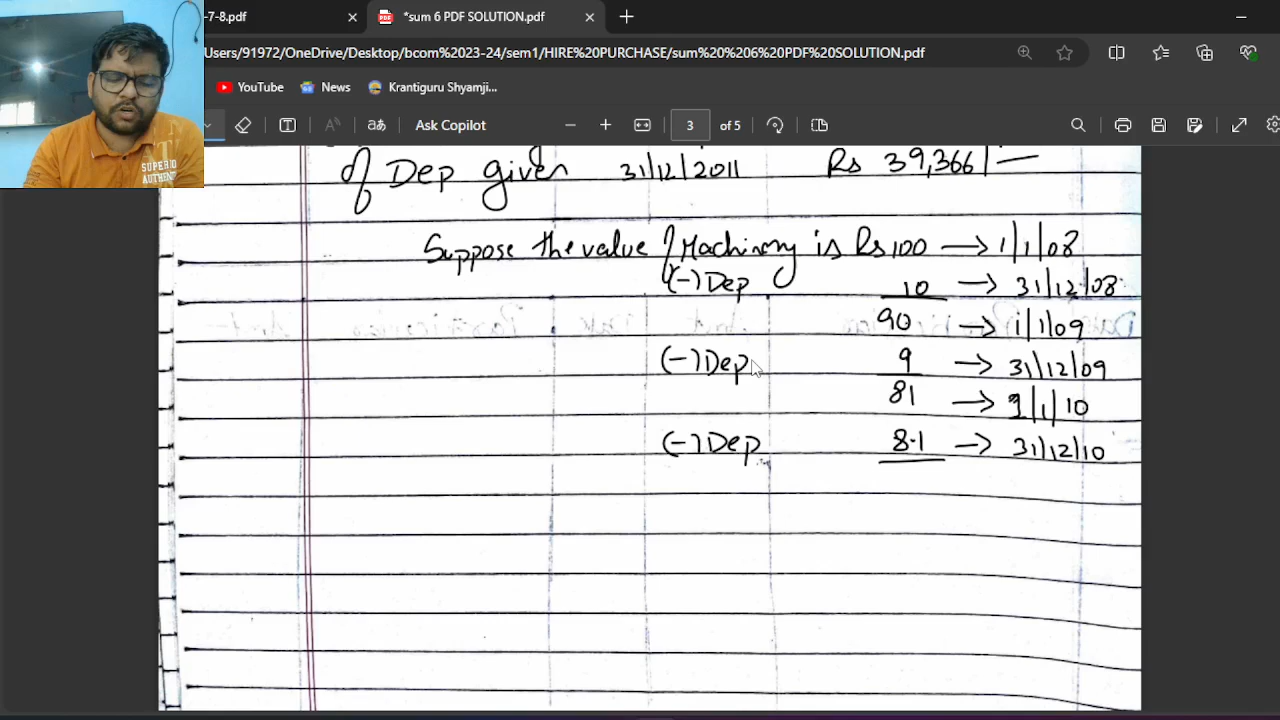 -7-8.pdf
*sum 6 PDF SOLUTION.pdf
Users/91972/OneDrive/Desktop/bcom%2023-24/sem1/HIRE%20PURCHASE/sum%20%206%20PDF%20SOLUTION.pdf
YouTube News Krantiguru Shyamji...
Ask Copilot 3 of 5
SUPERIO
AUTHENT
of Dep given 31/12/2011 Rs 39,366/-
Suppose the value of Machinery is Rs 100 → 1/1/08
(-) Dep 10 → 31/12/08
90 → 1/1/09
(-) Dep 9 → 31/12/09
81 → 1/1/10
(-) Dep 8.1 → 31/12/10